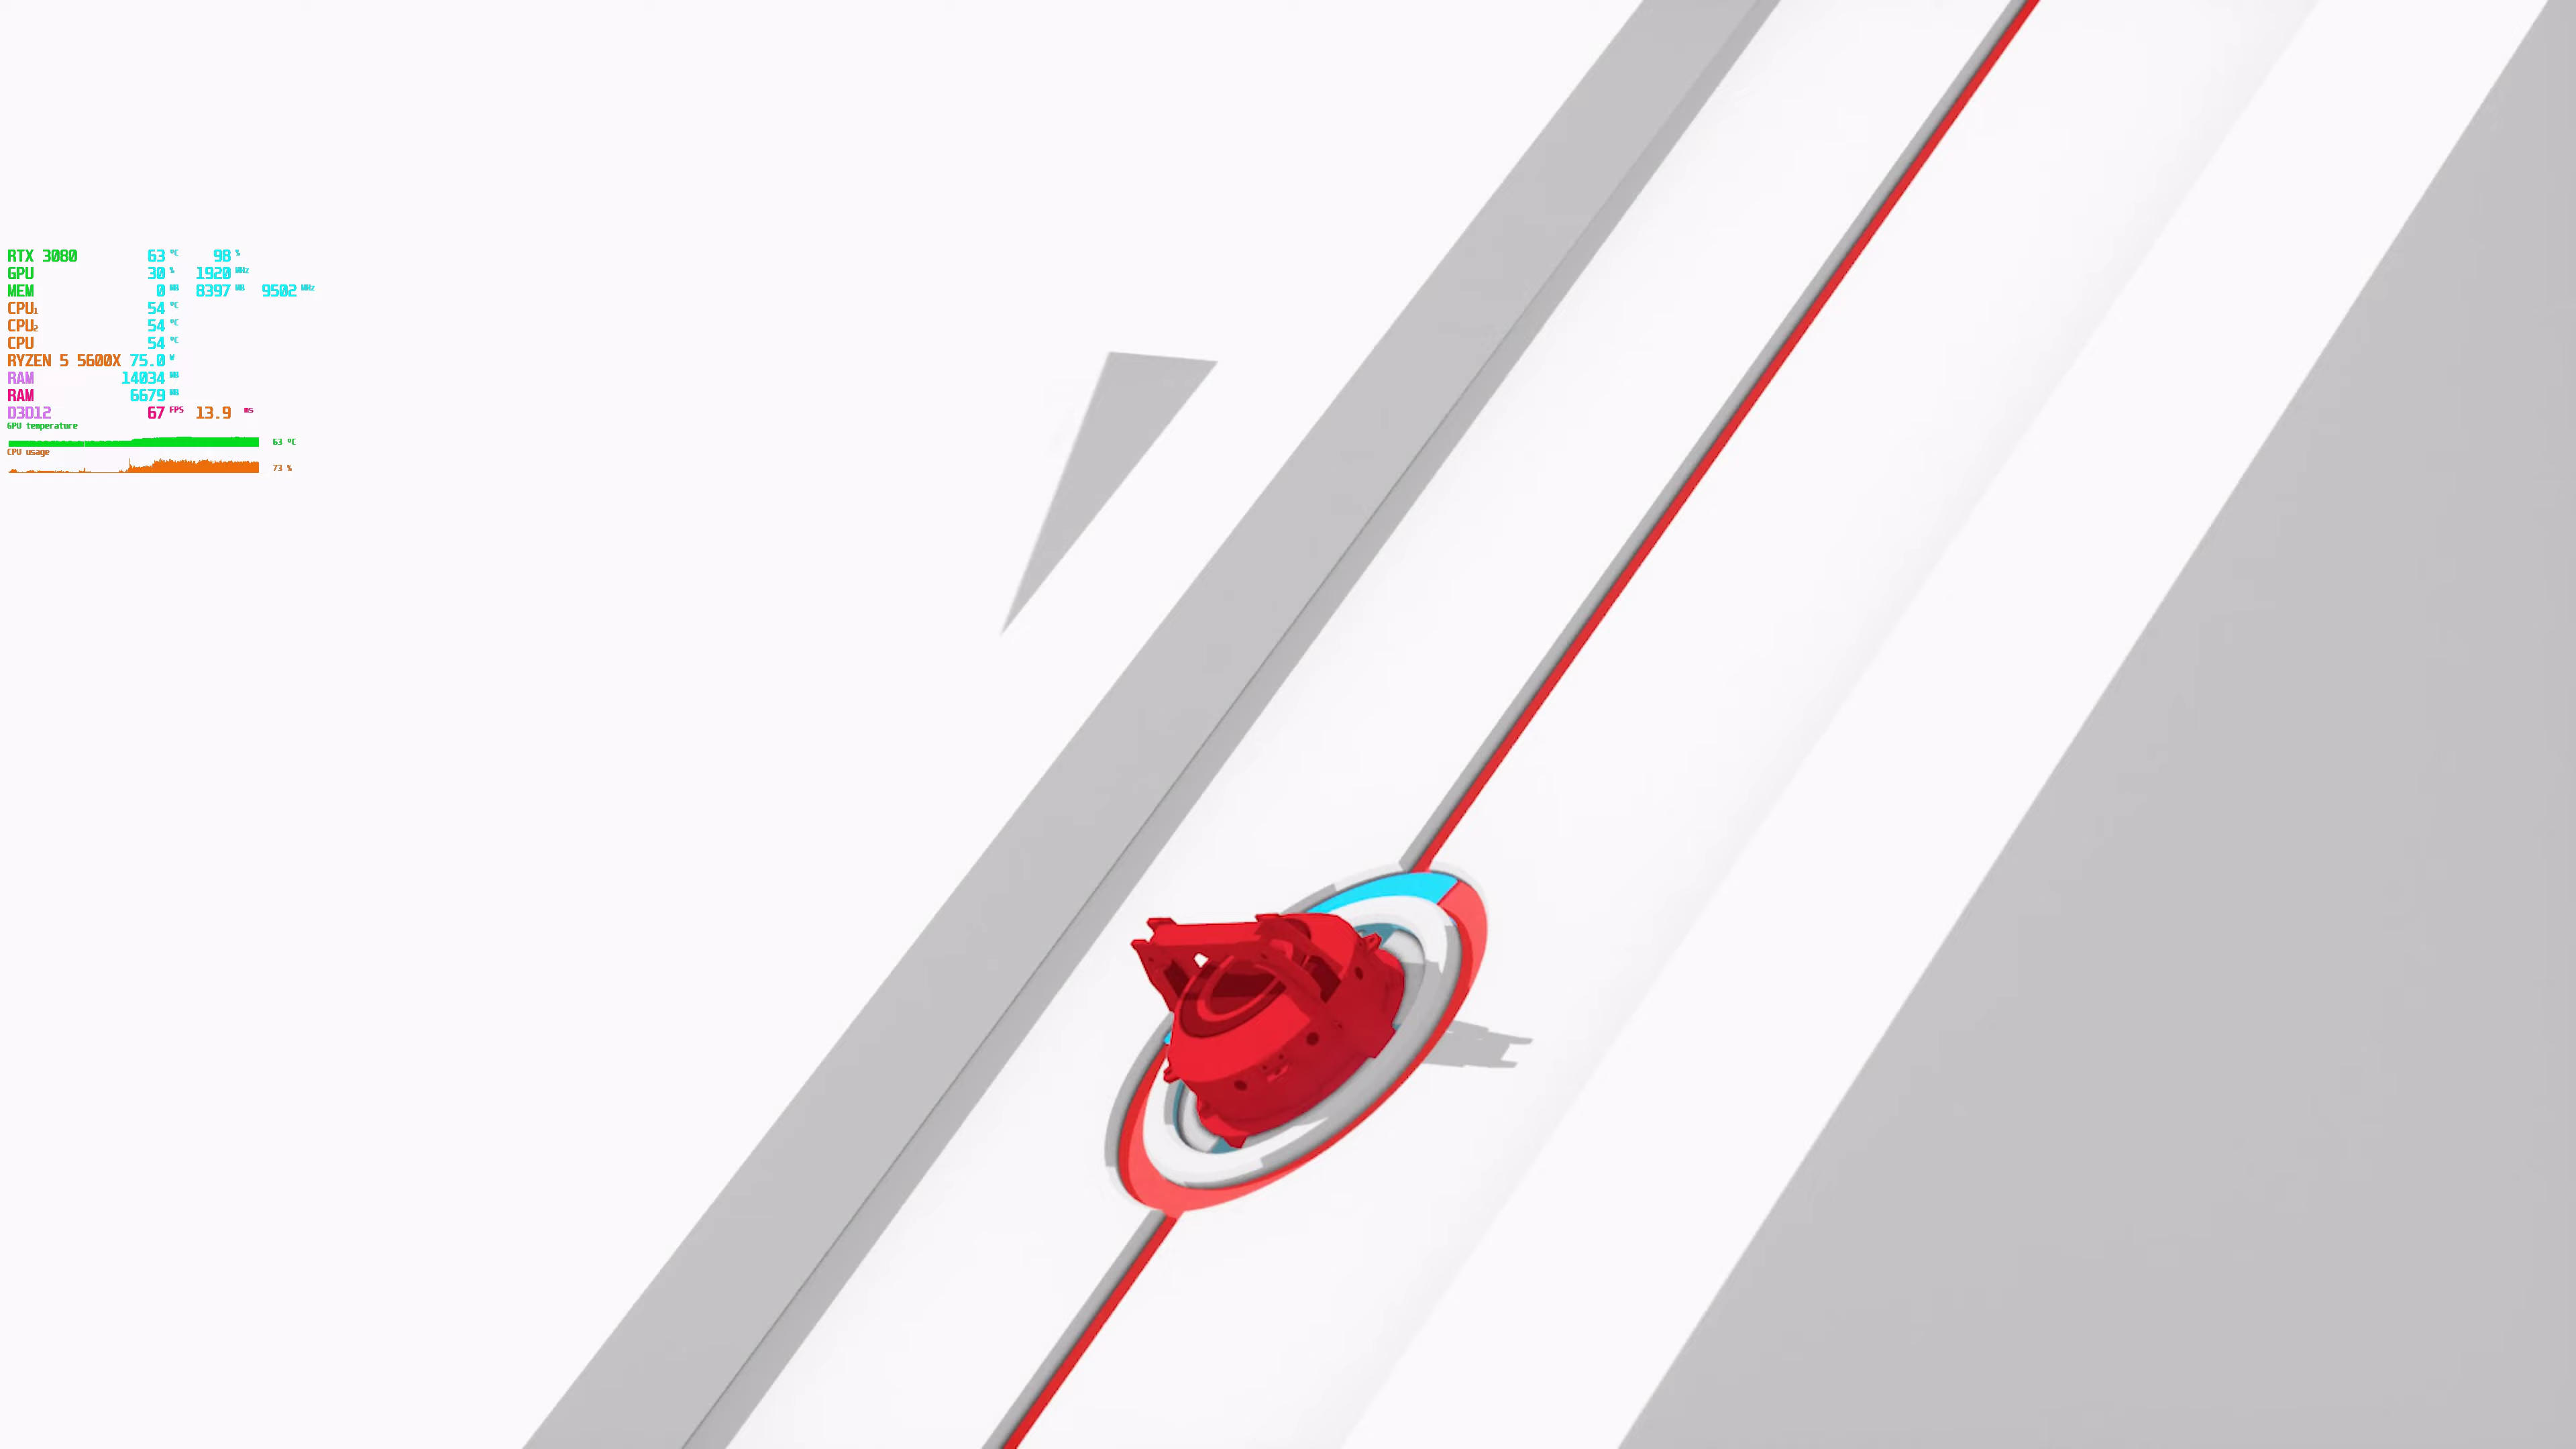 RTX 3080 63 °C 98 %
GPU 30 % 1920 MHz
MEM 0 MB 8397 MB 9502 MHz
CPU1 54 °C
CPU2 54 °C
CPU 54 °C
RYZEN 5 5600X 75.0 W
RAM 14034 MB
RAM 6679 MB
D3D12 67 FPS 13.9 ms
GPU temperature
63 °C
CPU usage
73 %